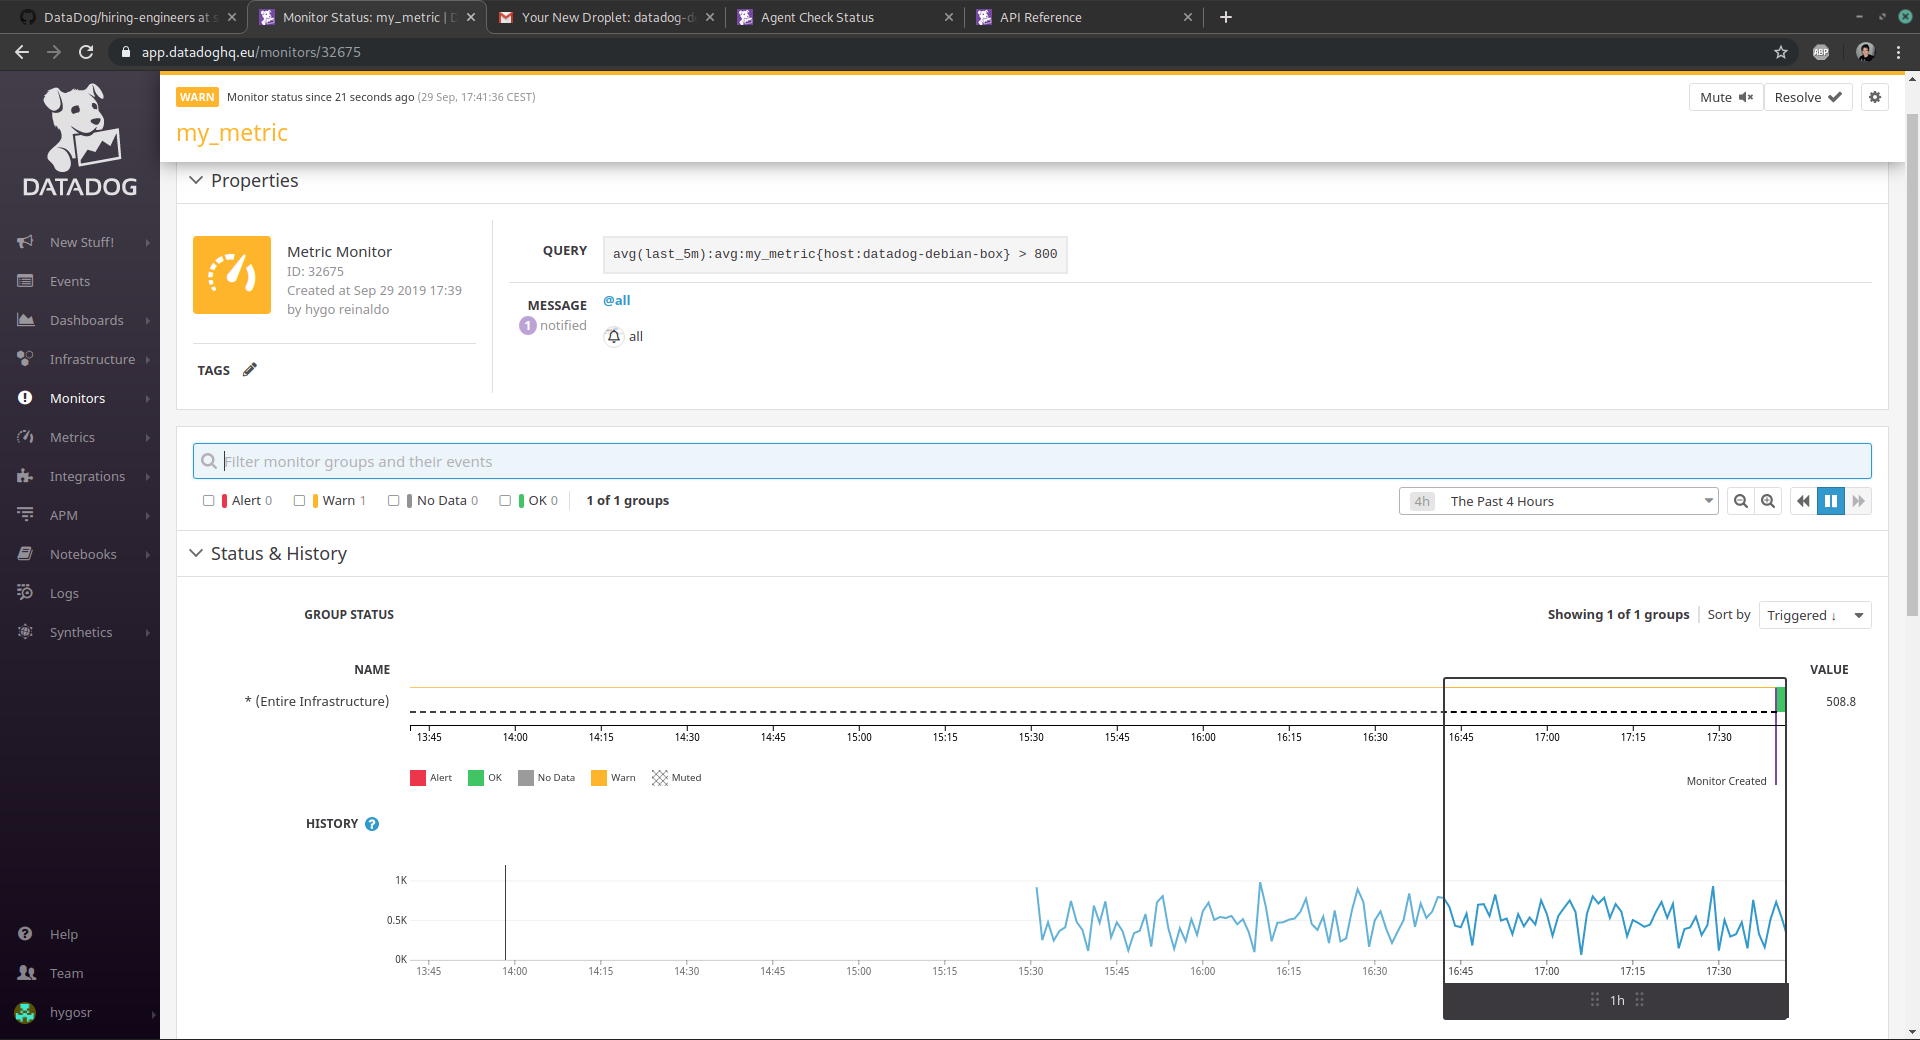 DataDog/hiring-engineers at s
Monitor Status: my_metric | D
Your New Droplet: datadog-d
Agent Check Status
API Reference
app.datadoghq.eu/monitors/32675
ABP
DATADOG
New Stuff!
Events
Dashboards
Infrastructure
Monitors
Metrics
Integrations
APM
Notebooks
Logs
Synthetics
Help
Team
hygosr
WARN Monitor status since 21 seconds ago (29 Sep, 17:41:36 CEST)
Mute Resolve
my_metric
Properties
Metric Monitor
ID: 32675
Created at Sep 29 2019 17:39
by hygo reinaldo
TAGS
QUERY avg(last_5m):avg:my_metric{host:datadog-debian-box} > 800
MESSAGE @all
1 notified
all
Filter monitor groups and their events
Alert 0 Warn 1 No Data 0 OK 0 1 of 1 groups
4h The Past 4 Hours
Status & History
GROUP STATUS
Showing 1 of 1 groups Sort by Triggered ↓
NAME VALUE
* (Entire Infrastructure) 508.8
13:45 14:00 14:15 14:30 14:45 15:00 15:15 15:30 15:45 16:00 16:15 16:30 16:45 17:00 17:15 17:30
Alert OK No Data Warn Muted
Monitor Created
HISTORY ?
1K
0.5K
0K
13:45 14:00 14:15 14:30 14:45 15:00 15:15 15:30 15:45 16:00 16:15 16:30 16:45 17:00 17:15 17:30
1h